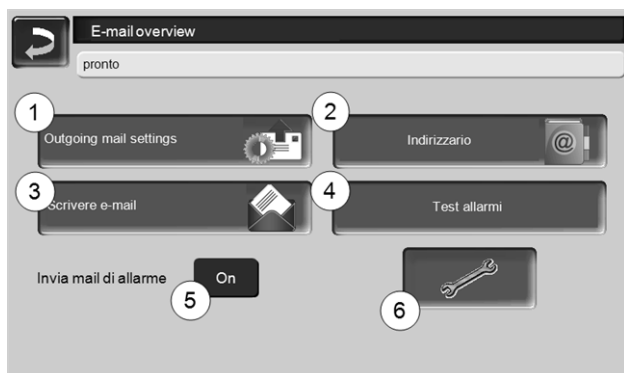 E-mail overview
pronto
1
2
Outgoing mail settings
Indirizzario
@
3
4
Scrivere e-mail
Test allarmi
Invia mail di allarme
On
5
6